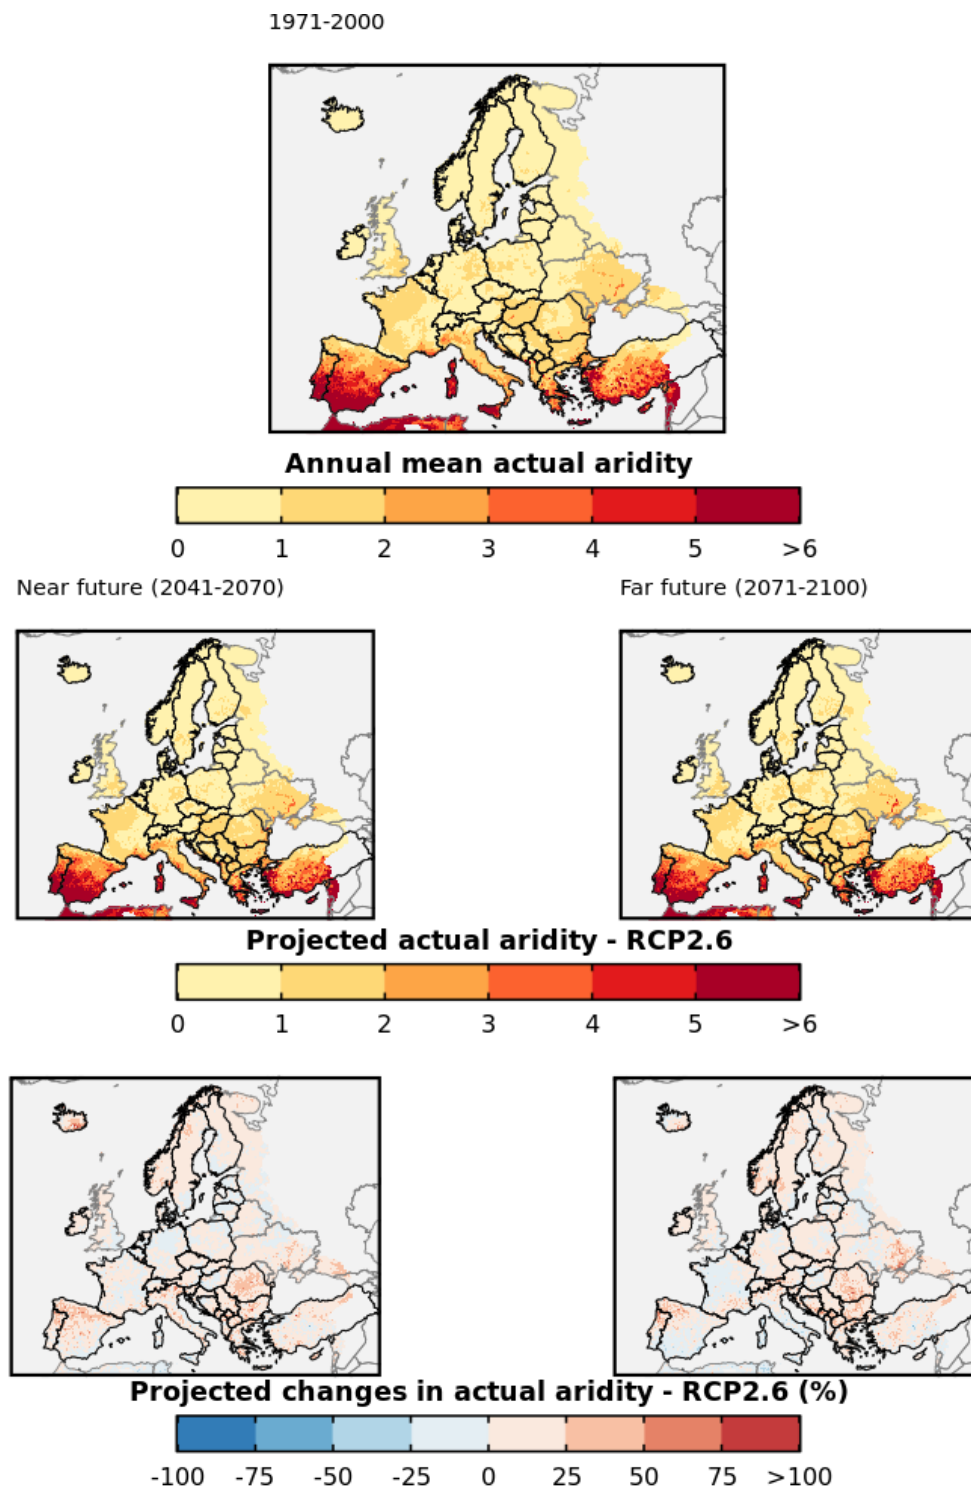 1971-2000
Annual mean actual aridity
0 1 2 3 4 5 >6
Near future (2041-2070) Far future (2071-2100)
Projected actual aridity - RCP2.6
0 1 2 3 4 5 >6
Projected changes in actual aridity - RCP2.6 (%)
-100 -75 -50 -25 0 25 50 75 >100